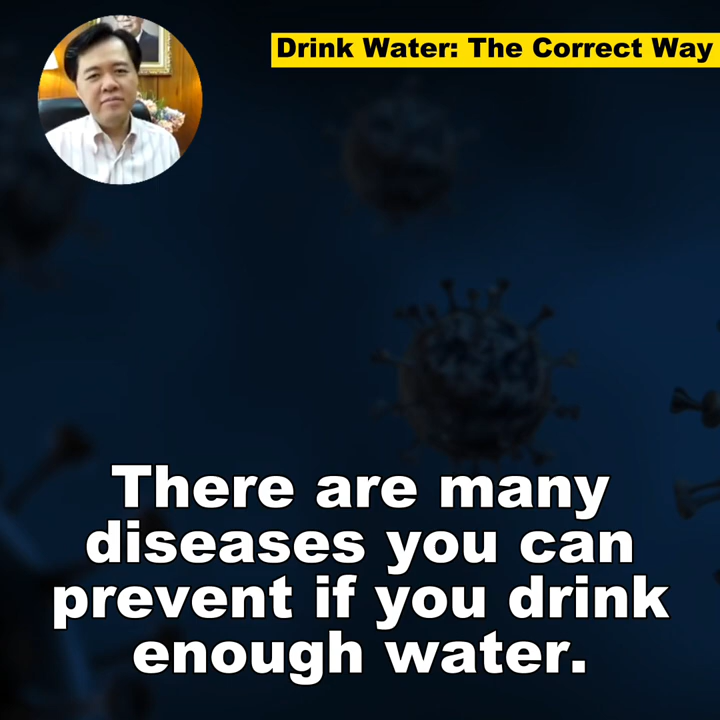 Drink Water: The Correct Way
There are many
diseases you can
prevent if you drink
enough water.